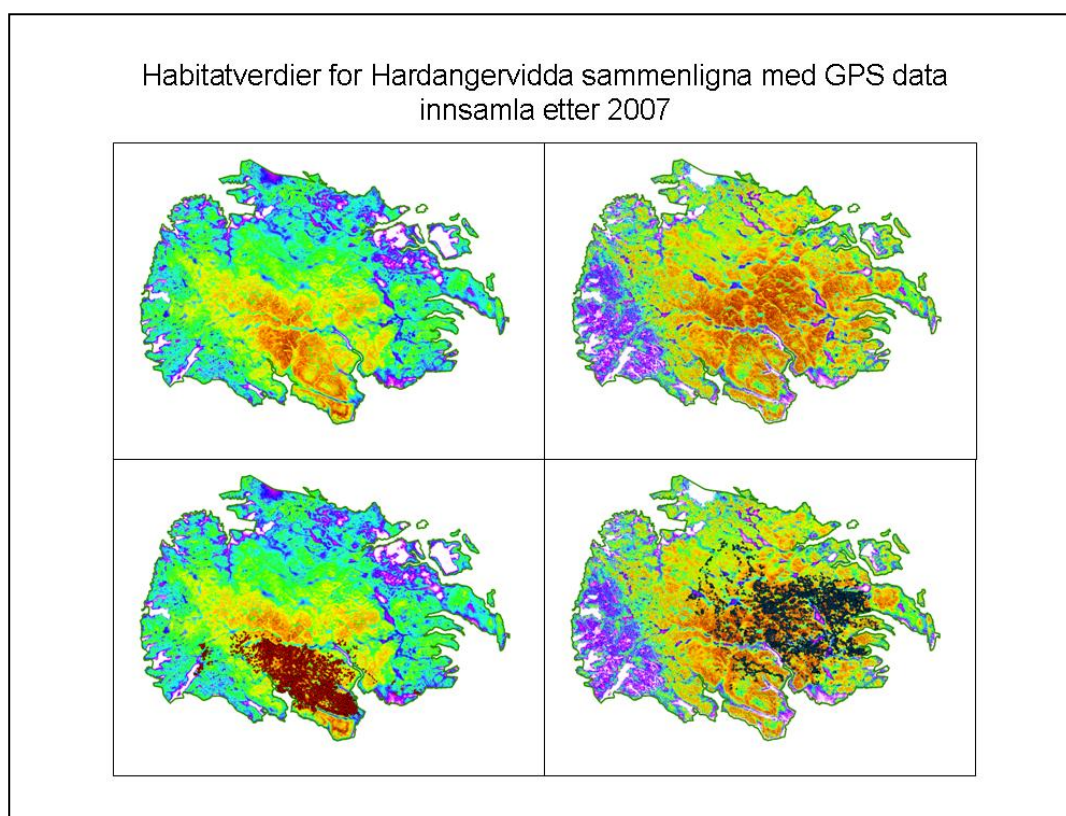 Habitatverdier for Hardangervidda sammenligna med GPS data
innsamla etter 2007